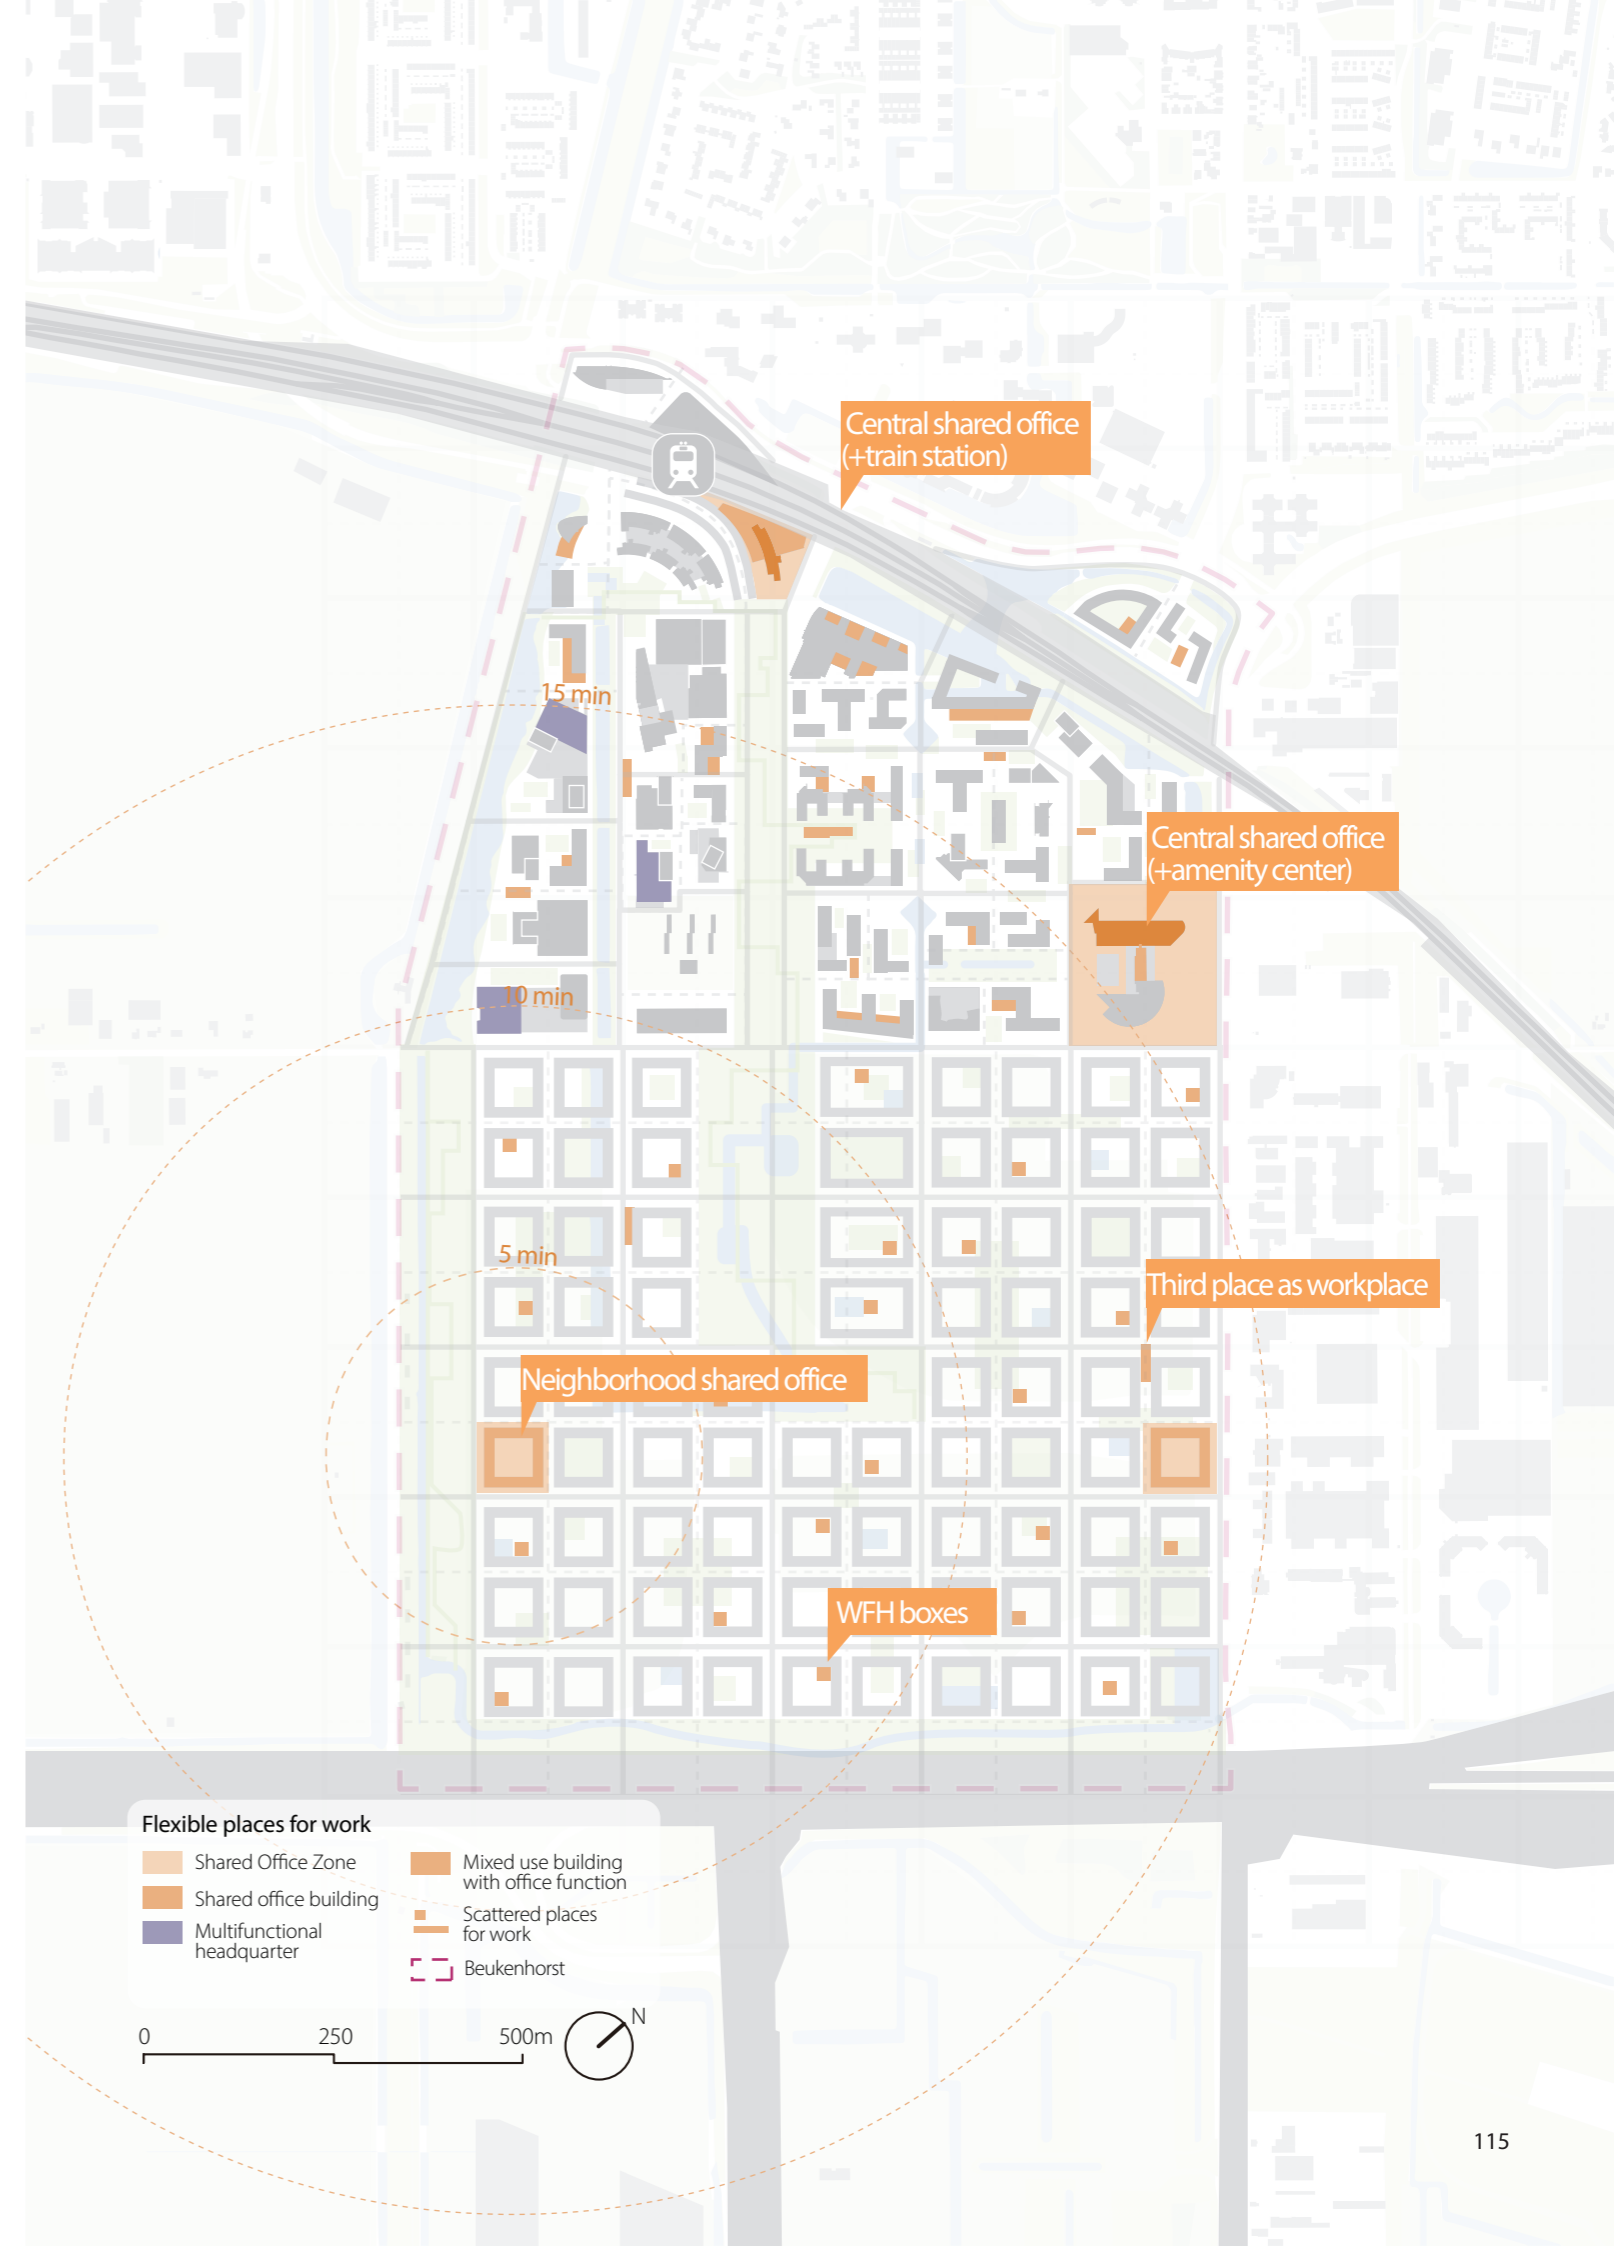 Central shared office
(+train station)
15 min
Central shared office
(+amenity center)
10 min
5 min
Third place as workplace
Neighborhood shared office
WFH boxes
Flexible places for work
Shared Office Zone
Shared office building
Multifunctional
headquarter
Mixed use building
with office function
Scattered places
for work
Beukenhorst
0 250 500m
N
115